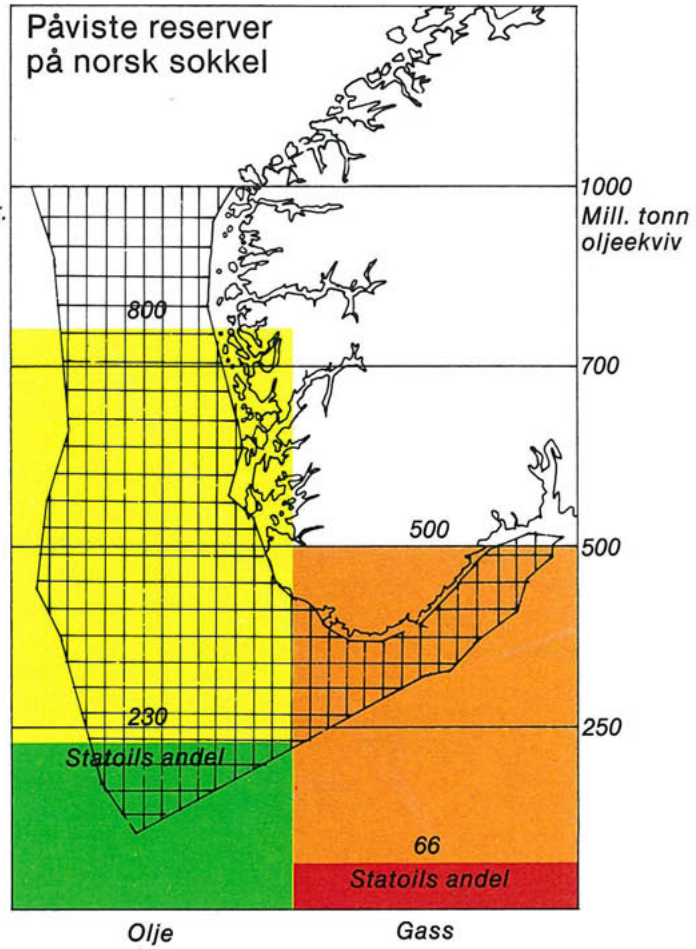 Påviste reserver
på norsk sokkel
1000
Mill. tonn
oljeekviv
800
700
500
500
230
250
Statoils andel
66
Statoils andel
Olje
Gass